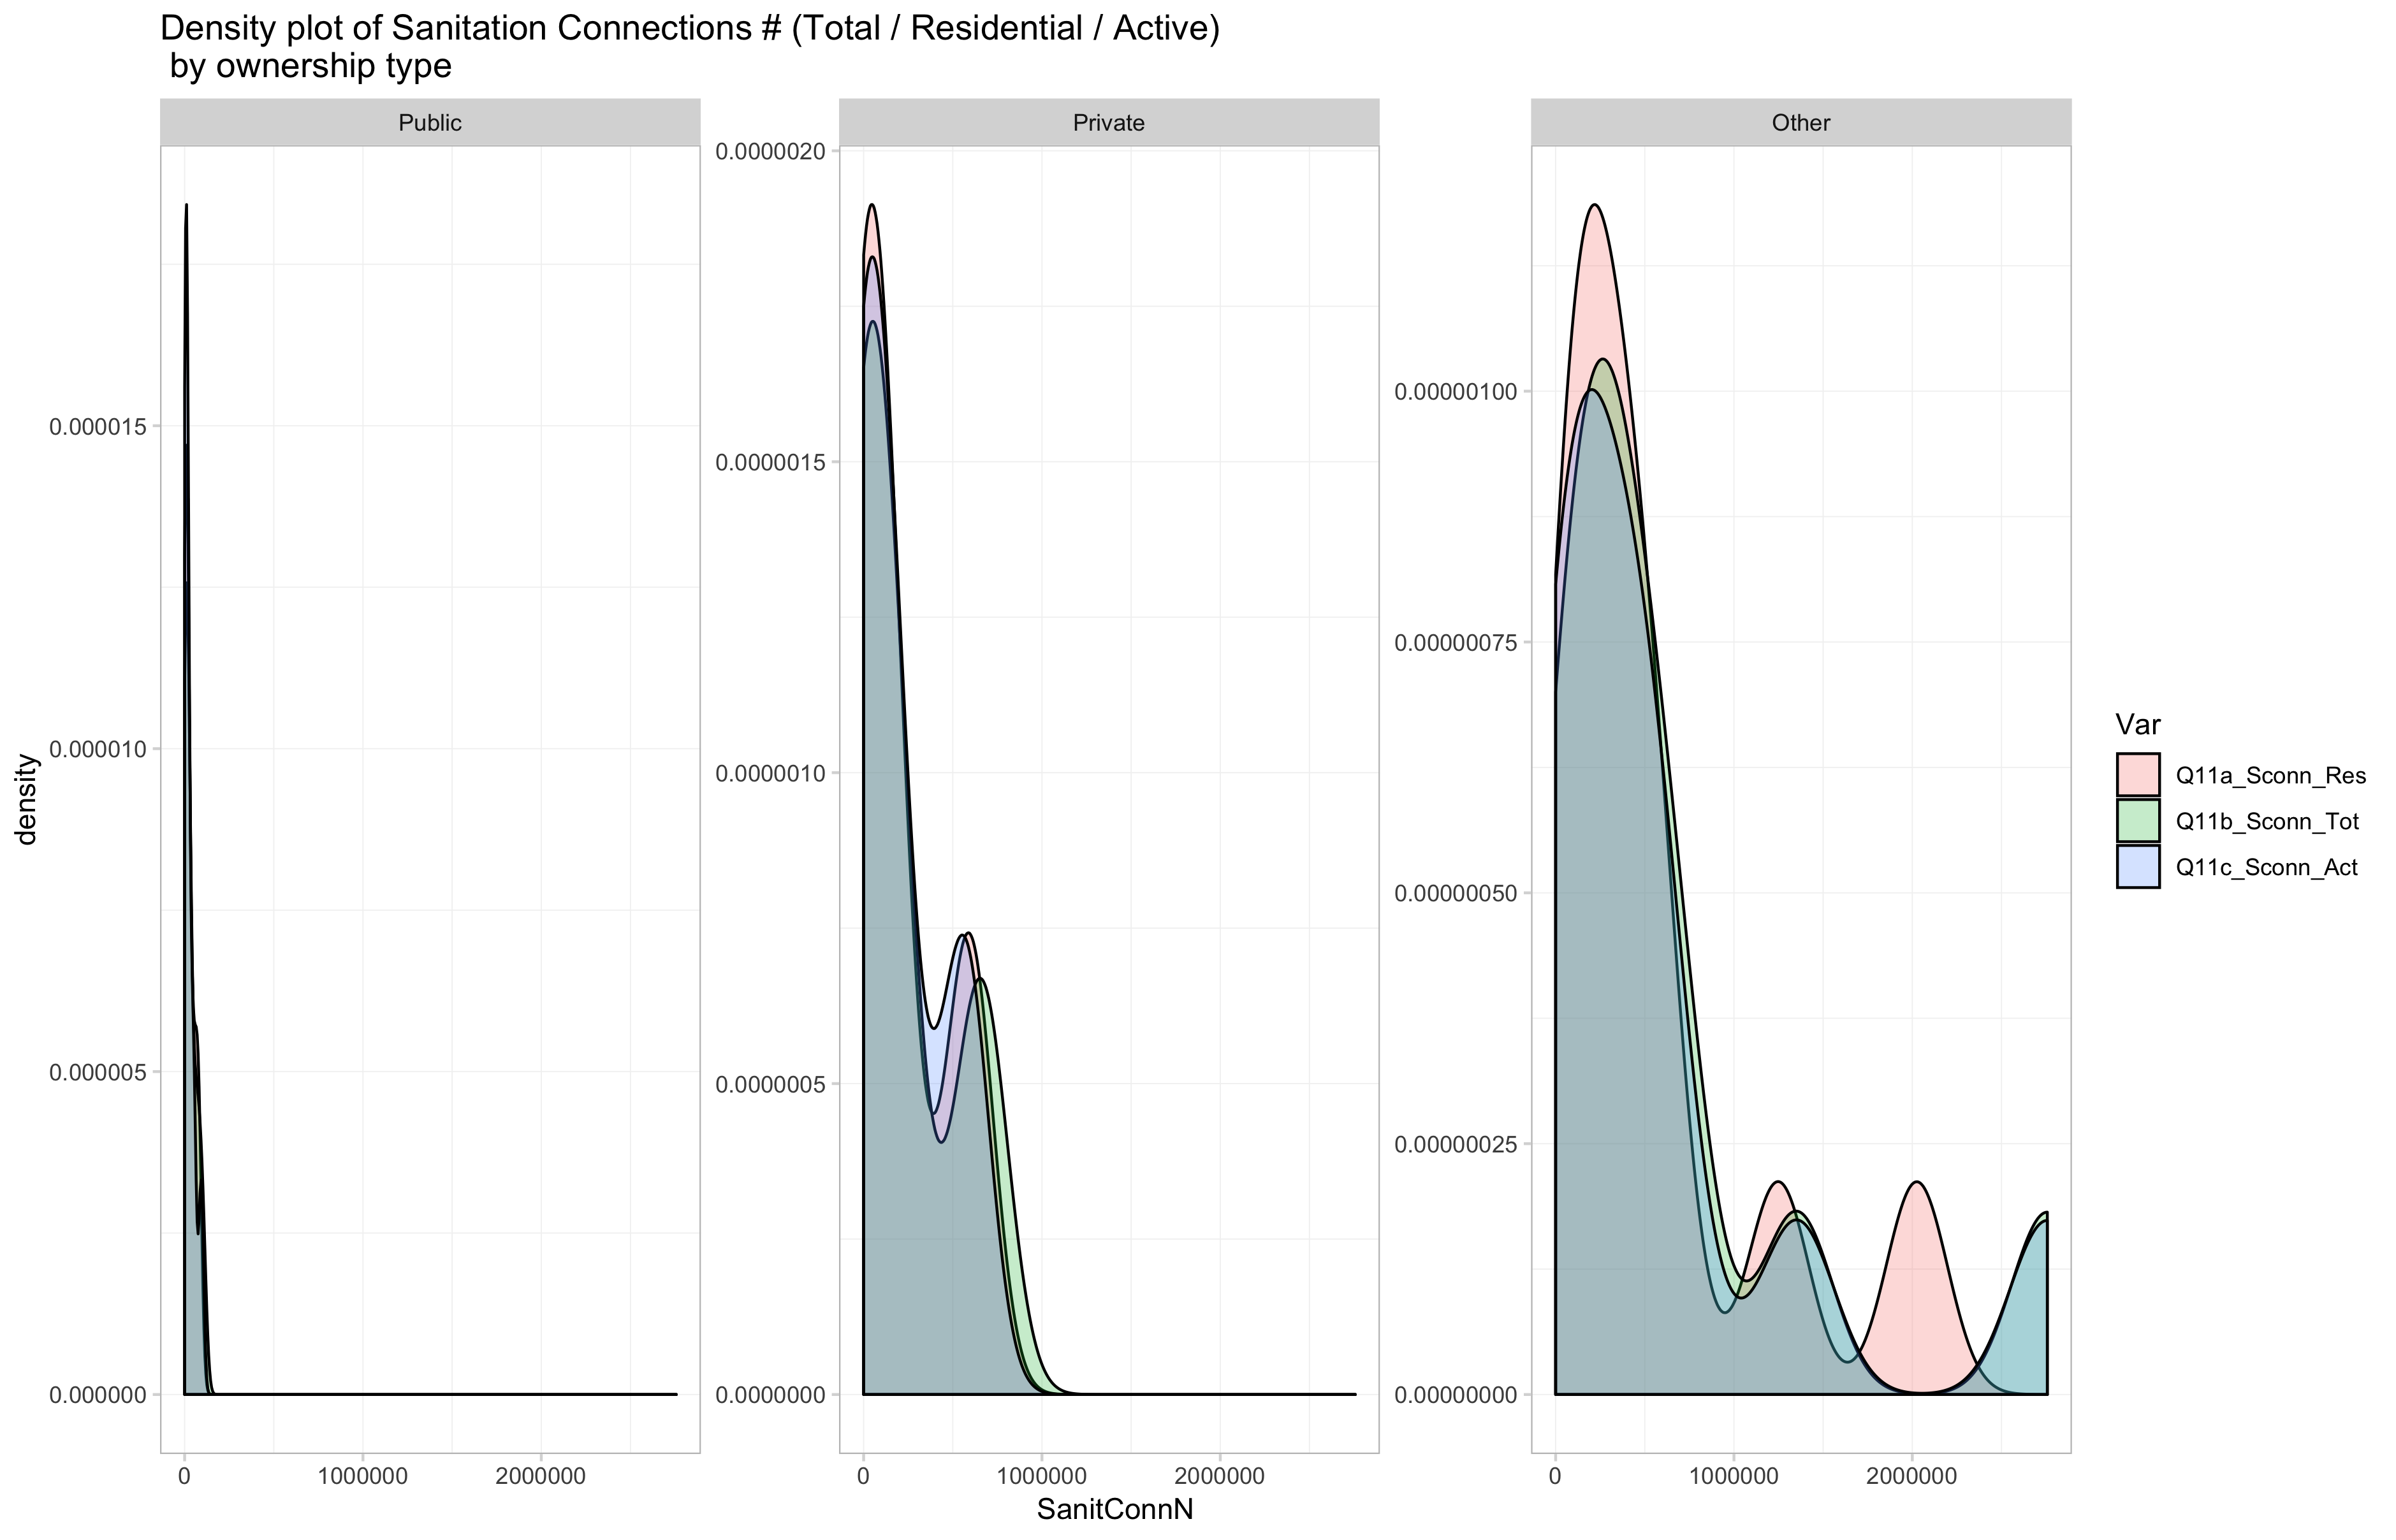 Density plot of Sanitation Connections # (Total / Residential / Active)
by ownership type
Public
Private
Other
density
0.000015
0.000010
0.000005
0.000000
0.0000020
0.0000015
0.0000010
0.0000005
0.0000000
0.00000100
0.00000075
0.00000050
0.00000025
0.00000000
0 1000000 2000000
0 1000000 2000000
0 1000000 2000000
SanitConnN
Var
Q11a_Sconn_Res
Q11b_Sconn_Tot
Q11c_Sconn_Act